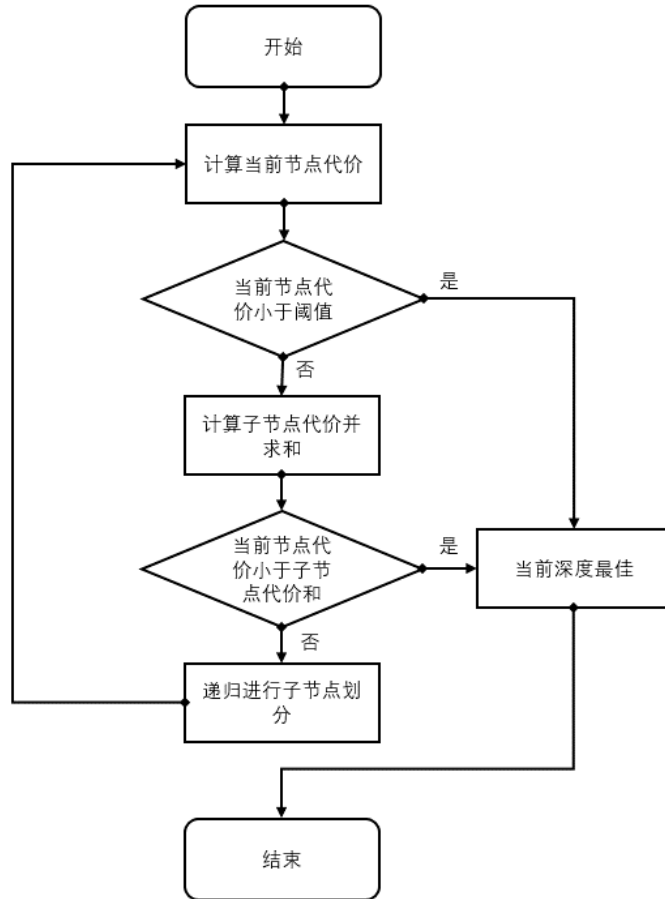 开始
计算当前节点代价
当前节点代
价小于阈值
是
否
计算子节点代价并
求和
当前节点代
价小于子节
点代价和
是
当前深度最佳
否
递归进行子节点划
分
结束